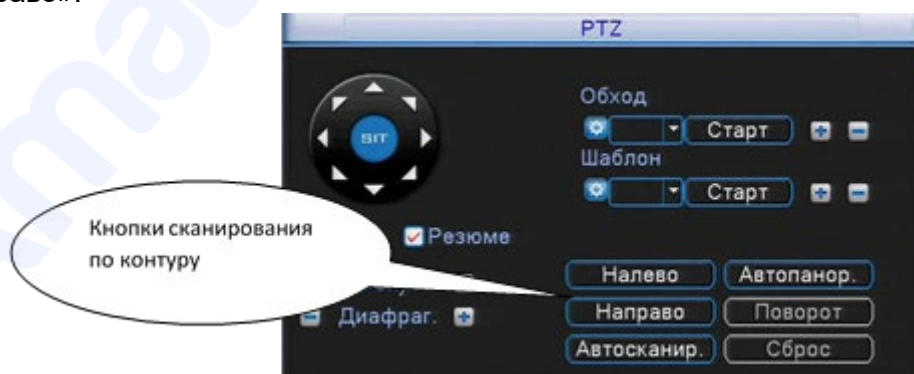 PTZ
Обход
Старт
SIT
Шаблон
Старт
Кнопки сканирования
по контуру
Резюме
Налево Автопанор.
Диафраг. Направо Поворот
Автосканир. Сброс